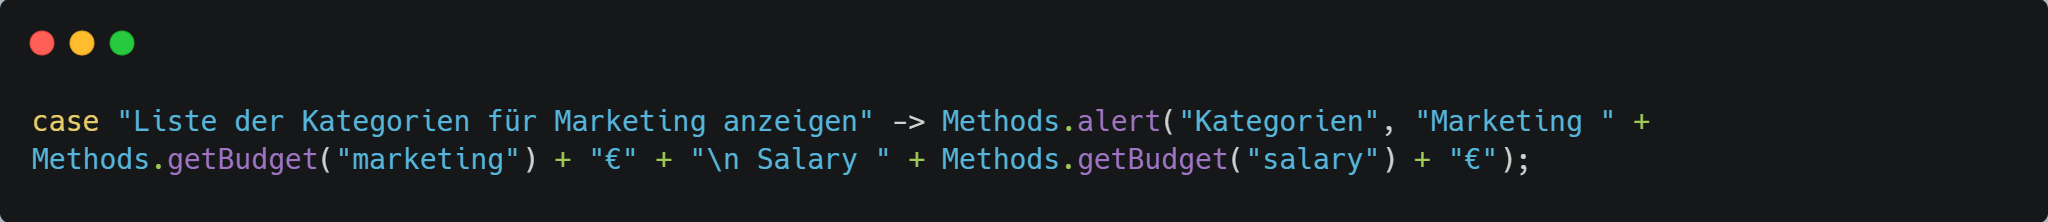 case "Liste der Kategorien für Marketing anzeigen" -> Methods.alert("Kategorien", "Marketing " +
Methods.getBudget("marketing") + "€" + "\n Salary " + Methods.getBudget("salary") + "€");